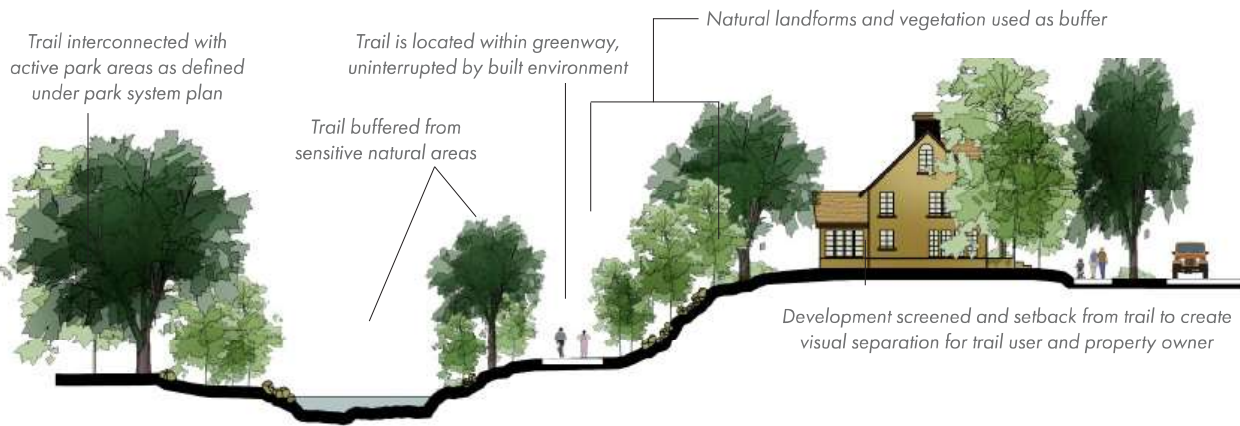 Natural landforms and vegetation used as buffer
Trail interconnected with
active park areas as defined
under park system plan
Trail is located within greenway,
uninterrupted by built environment
Trail buffered from
sensitive natural areas
Development screened and setback from trail to create
visual separation for trail user and property owner